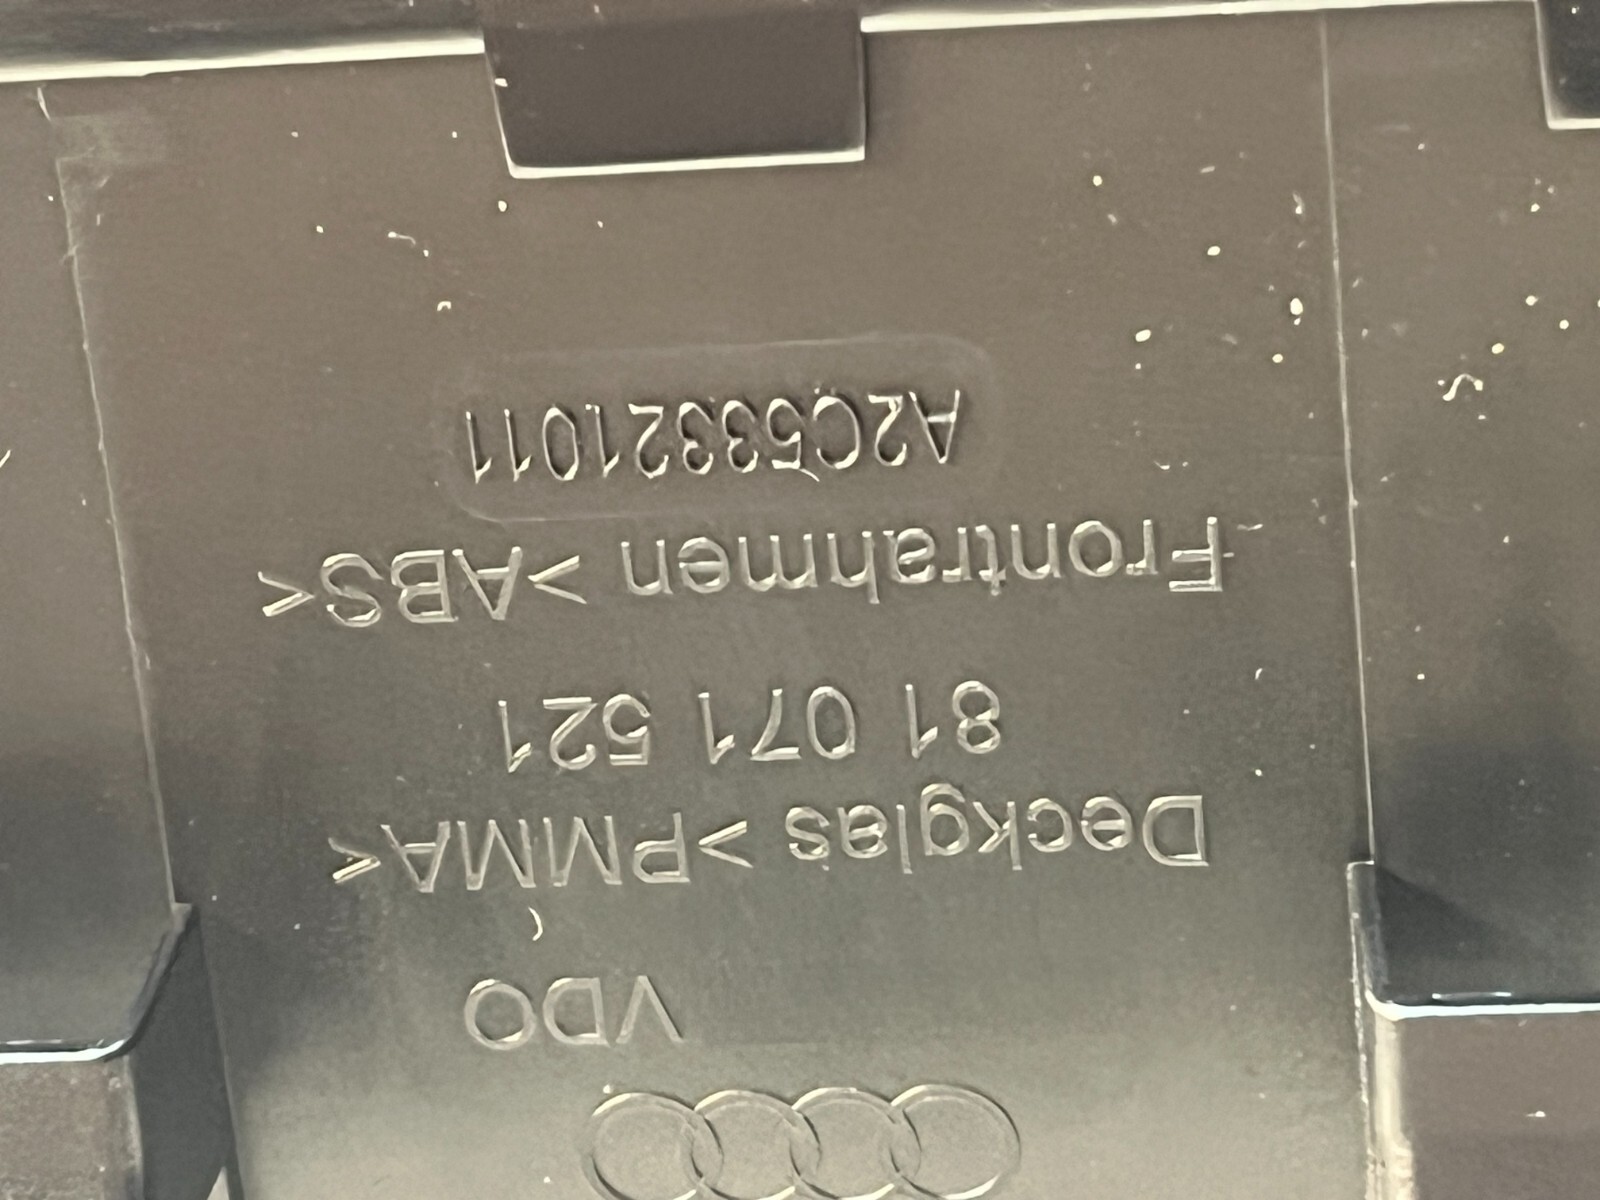 VDO
Deckglas >PMMA<
81 071 521
Frontrahmen >ABS<
A2C53321011